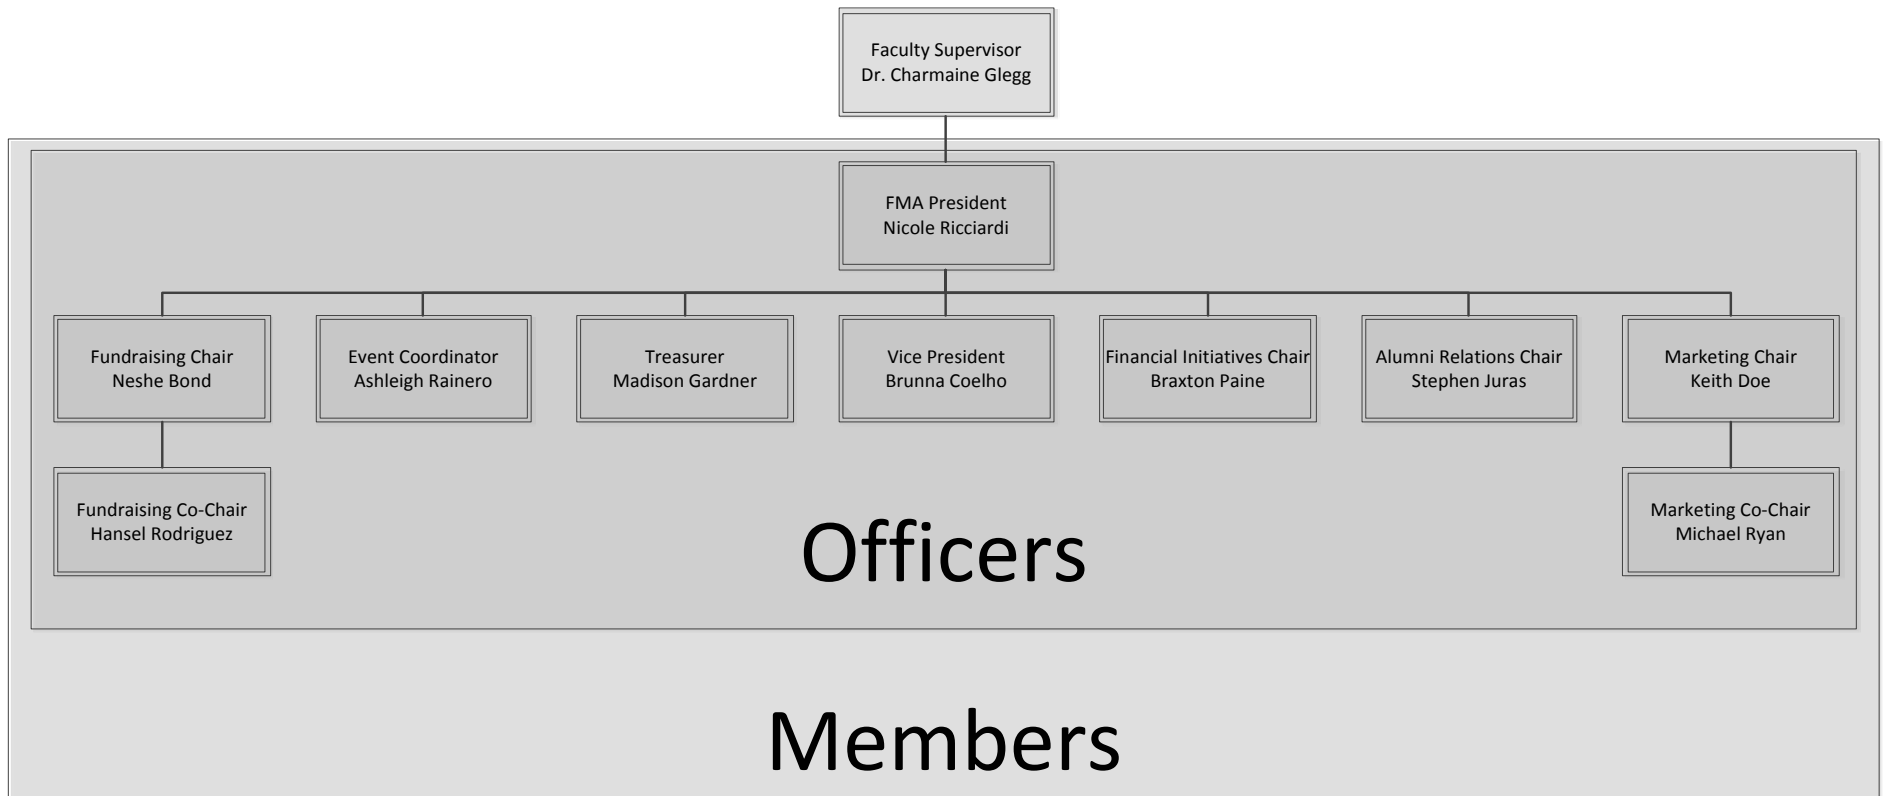 Faculty Supervisor
Dr. Charmaine Glegg
FMA President
Nicole Ricciardi
Fundraising Chair
Neshe Bond
Event Coordinator
Ashleigh Rainero
Treasurer
Madison Gardner
Vice President
Brunna Coelho
Financial Initiatives Chair
Braxton Paine
Alumni Relations Chair
Stephen Juras
Marketing Chair
Keith Doe
Fundraising Co-Chair
Hansel Rodriguez
Marketing Co-Chair
Michael Ryan
Officers
Members